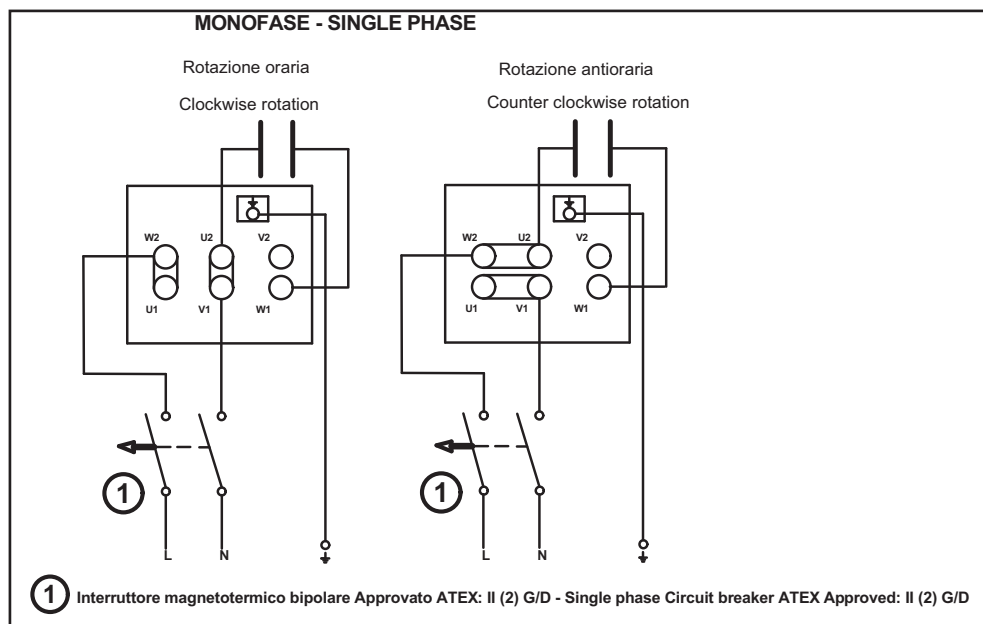 MONOFASE - SINGLE PHASE
Rotazione oraria
Clockwise rotation
W2 U2 V2
U1 V1 W1
1
L N
Rotazione antioraria
Counter clockwise rotation
W2 U2 V2
U1 V1 W1
1
L N
1 Interruttore magnetotermico bipolare Approvato ATEX: II (2) G/D - Single phase Circuit breaker ATEX Approved: II (2) G/D